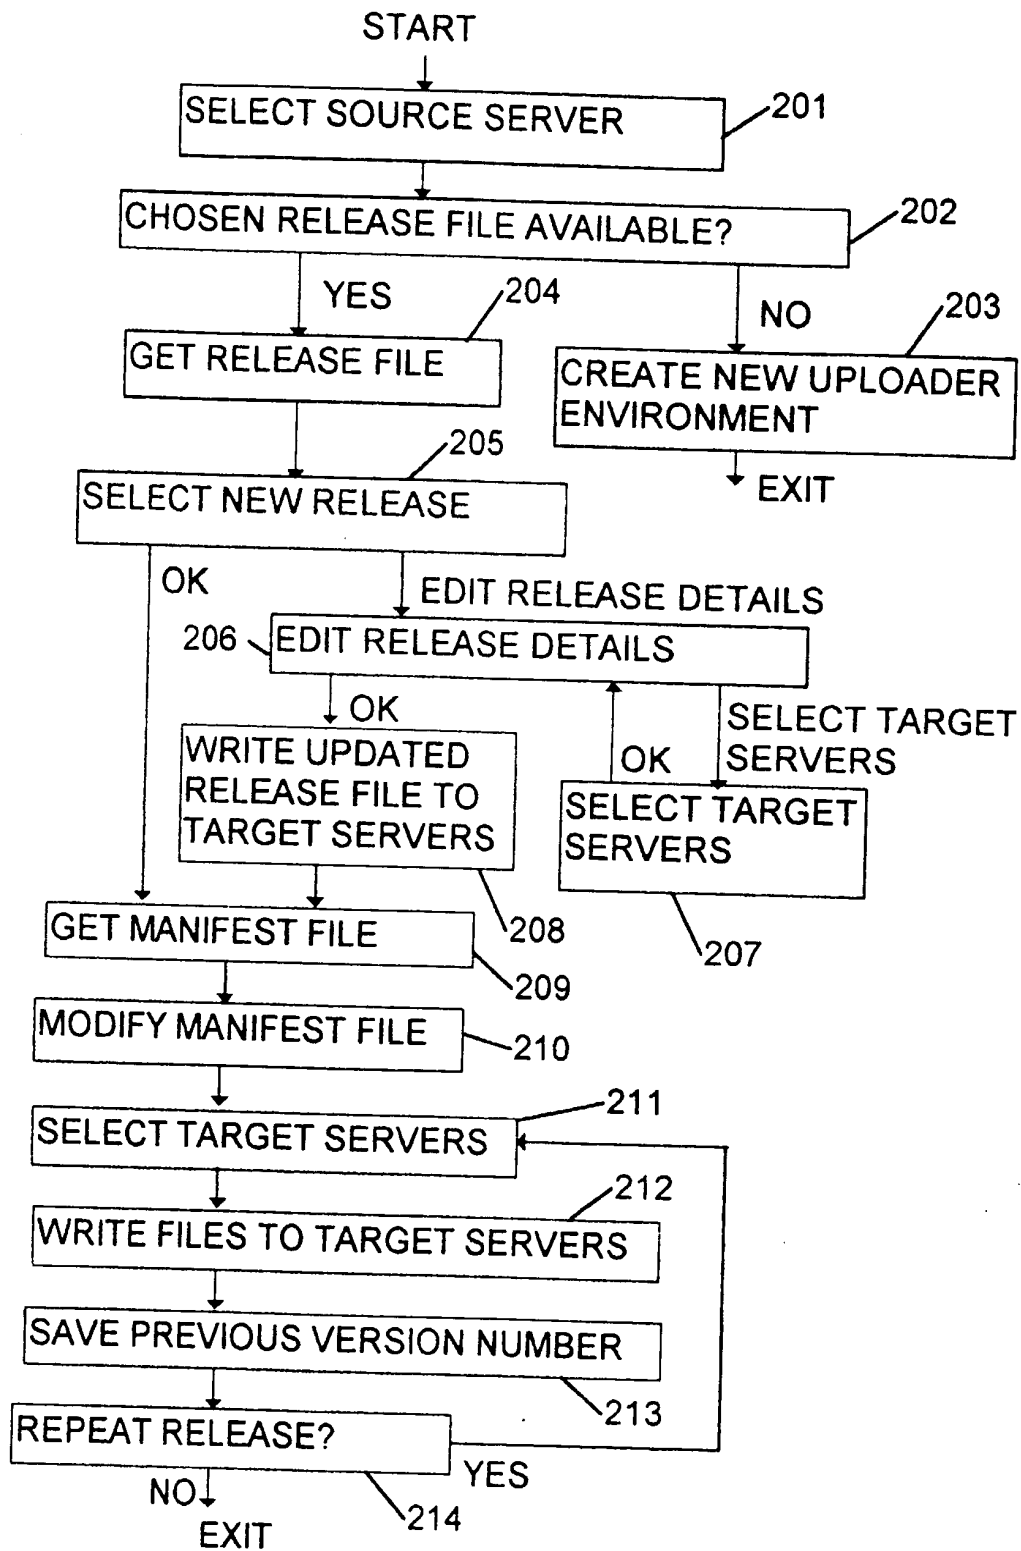 START
SELECT SOURCE SERVER
201
CHOSEN RELEASE FILE AVAILABLE?
202
YES
204
NO
203
GET RELEASE FILE
CREATE NEW UPLOADER
ENVIRONMENT
205
EXIT
SELECT NEW RELEASE
OK
EDIT RELEASE DETAILS
206
EDIT RELEASE DETAILS
OK
SELECT TARGET
SERVERS
OK
WRITE UPDATED
RELEASE FILE TO
TARGET SERVERS
SELECT TARGET
SERVERS
208
207
GET MANIFEST FILE
209
MODIFY MANIFEST FILE
210
211
SELECT TARGET SERVERS
212
WRITE FILES TO TARGET SERVERS
SAVE PREVIOUS VERSION NUMBER
213
REPEAT RELEASE?
YES
NO
214
EXIT